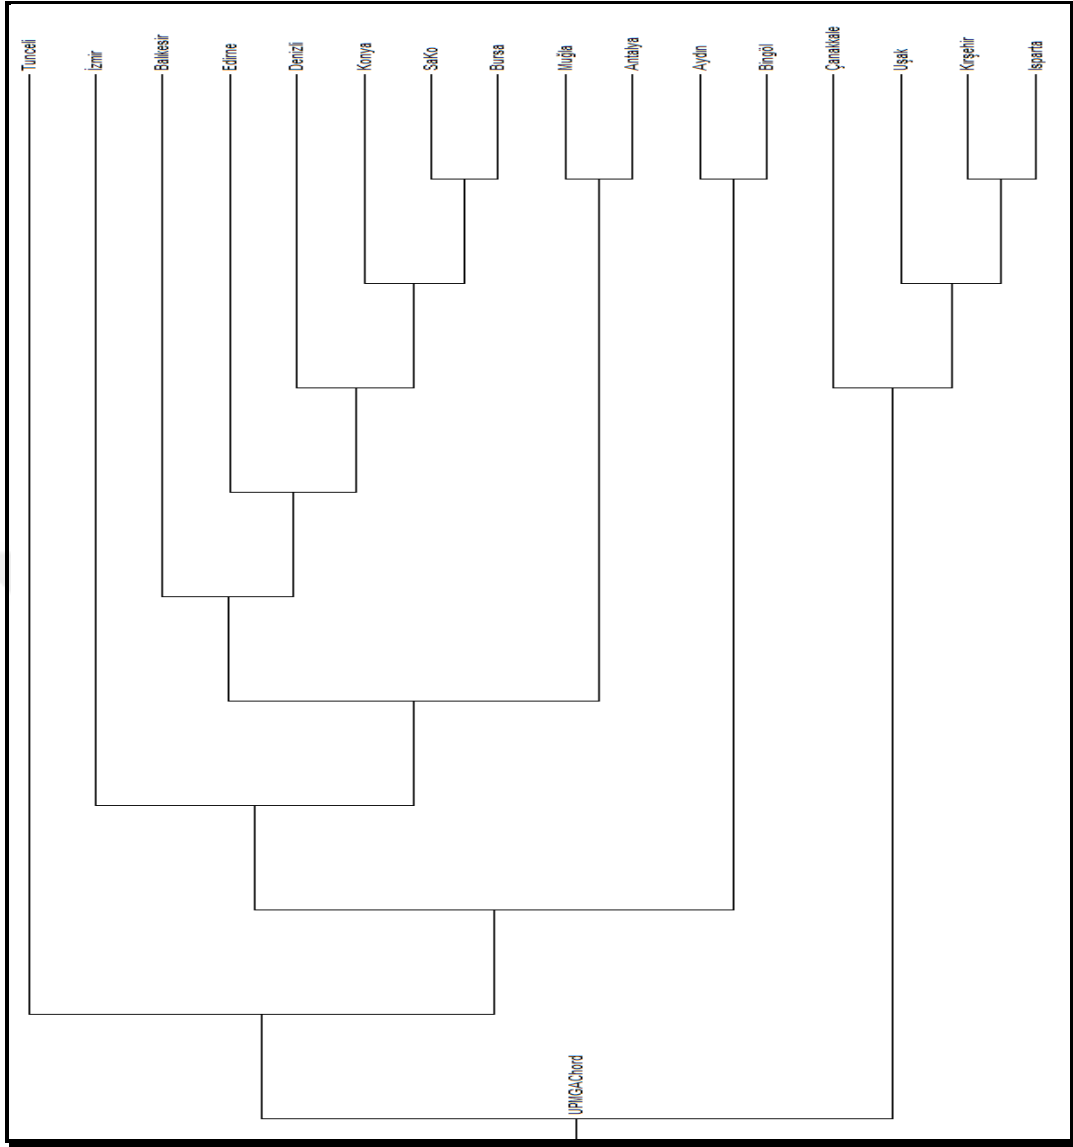 Tunceli
İzmir
Balıkesir
Edirne
Denizli
Konya
SaKo
Bursa
Muğla
Antalya
Aydın
Bingöl
Çanakkale
Uşak
Kırşehir
Isparta
UPMGAChord